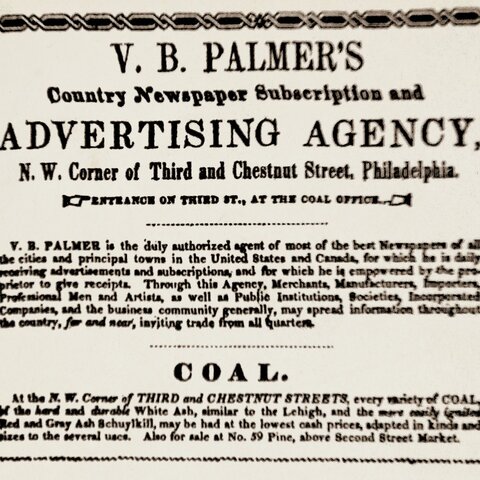 V. B. PALMER'S
Country Newspaper Subscription and
ADVERTISING AGENCY,
N. W. Corner of Third and Chestnut Street, Philadelphia.
ENTRANCE ON THIRD ST., AT THE COAL OFFICE.
V. B. PALMER is the duly authorized agent of most of the best Newspapers of all
the cities and principal towns in the United States and Canada, for which he is daily
receiving advertisements and subscriptions, and for which he is empowered by the pro-
prietor to give receipts. Through this Agency, Merchants, Manufacturers, Importers,
Professional Men and Artists, as well as Public Institutions, Societies, Incorporated
Companies, and the business community generally, may spread information throughout
the country, far and near, inviting trade from all quarters.
COAL.
At the N. W. Corner of THIRD and CHESTNUT STREETS, every variety of COAL,
of the hard and durable White Ash, similar to the Lehigh, and the more easily ignited
Red and Gray Ash Schuylkill, may be had at the lowest cash prices, adapted in kinds and
sizes to the several uses. Also for sale at No. 59 Pine, above Second Street Market.